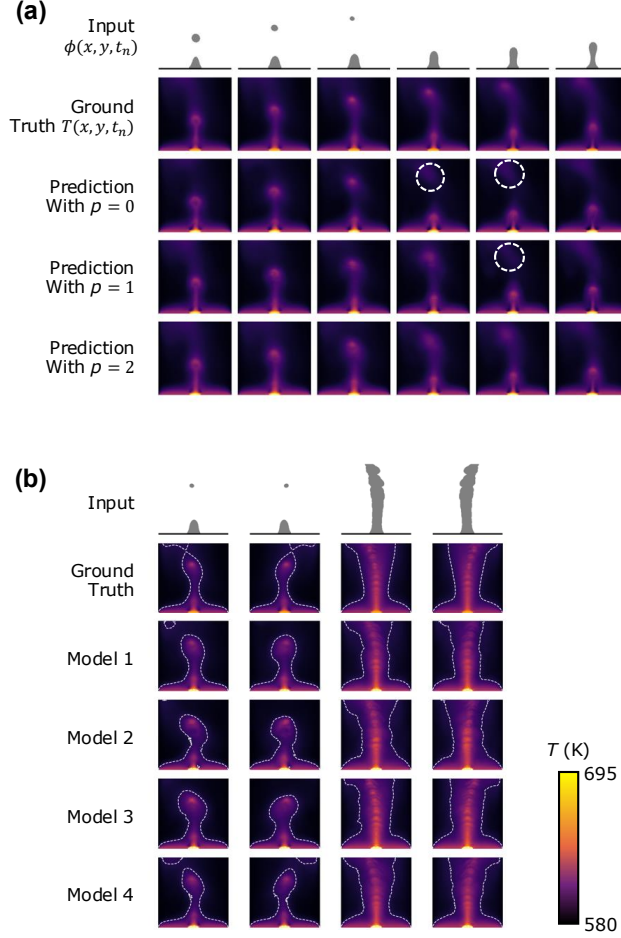 (a)
Input
ϕ(x, y, tₙ)
Ground
Truth T(x, y, tₙ)
Prediction
With p = 0
Prediction
With p = 1
Prediction
With p = 2
(b)
Input
Ground
Truth
Model 1
Model 2
Model 3
Model 4
T (K)
695
580